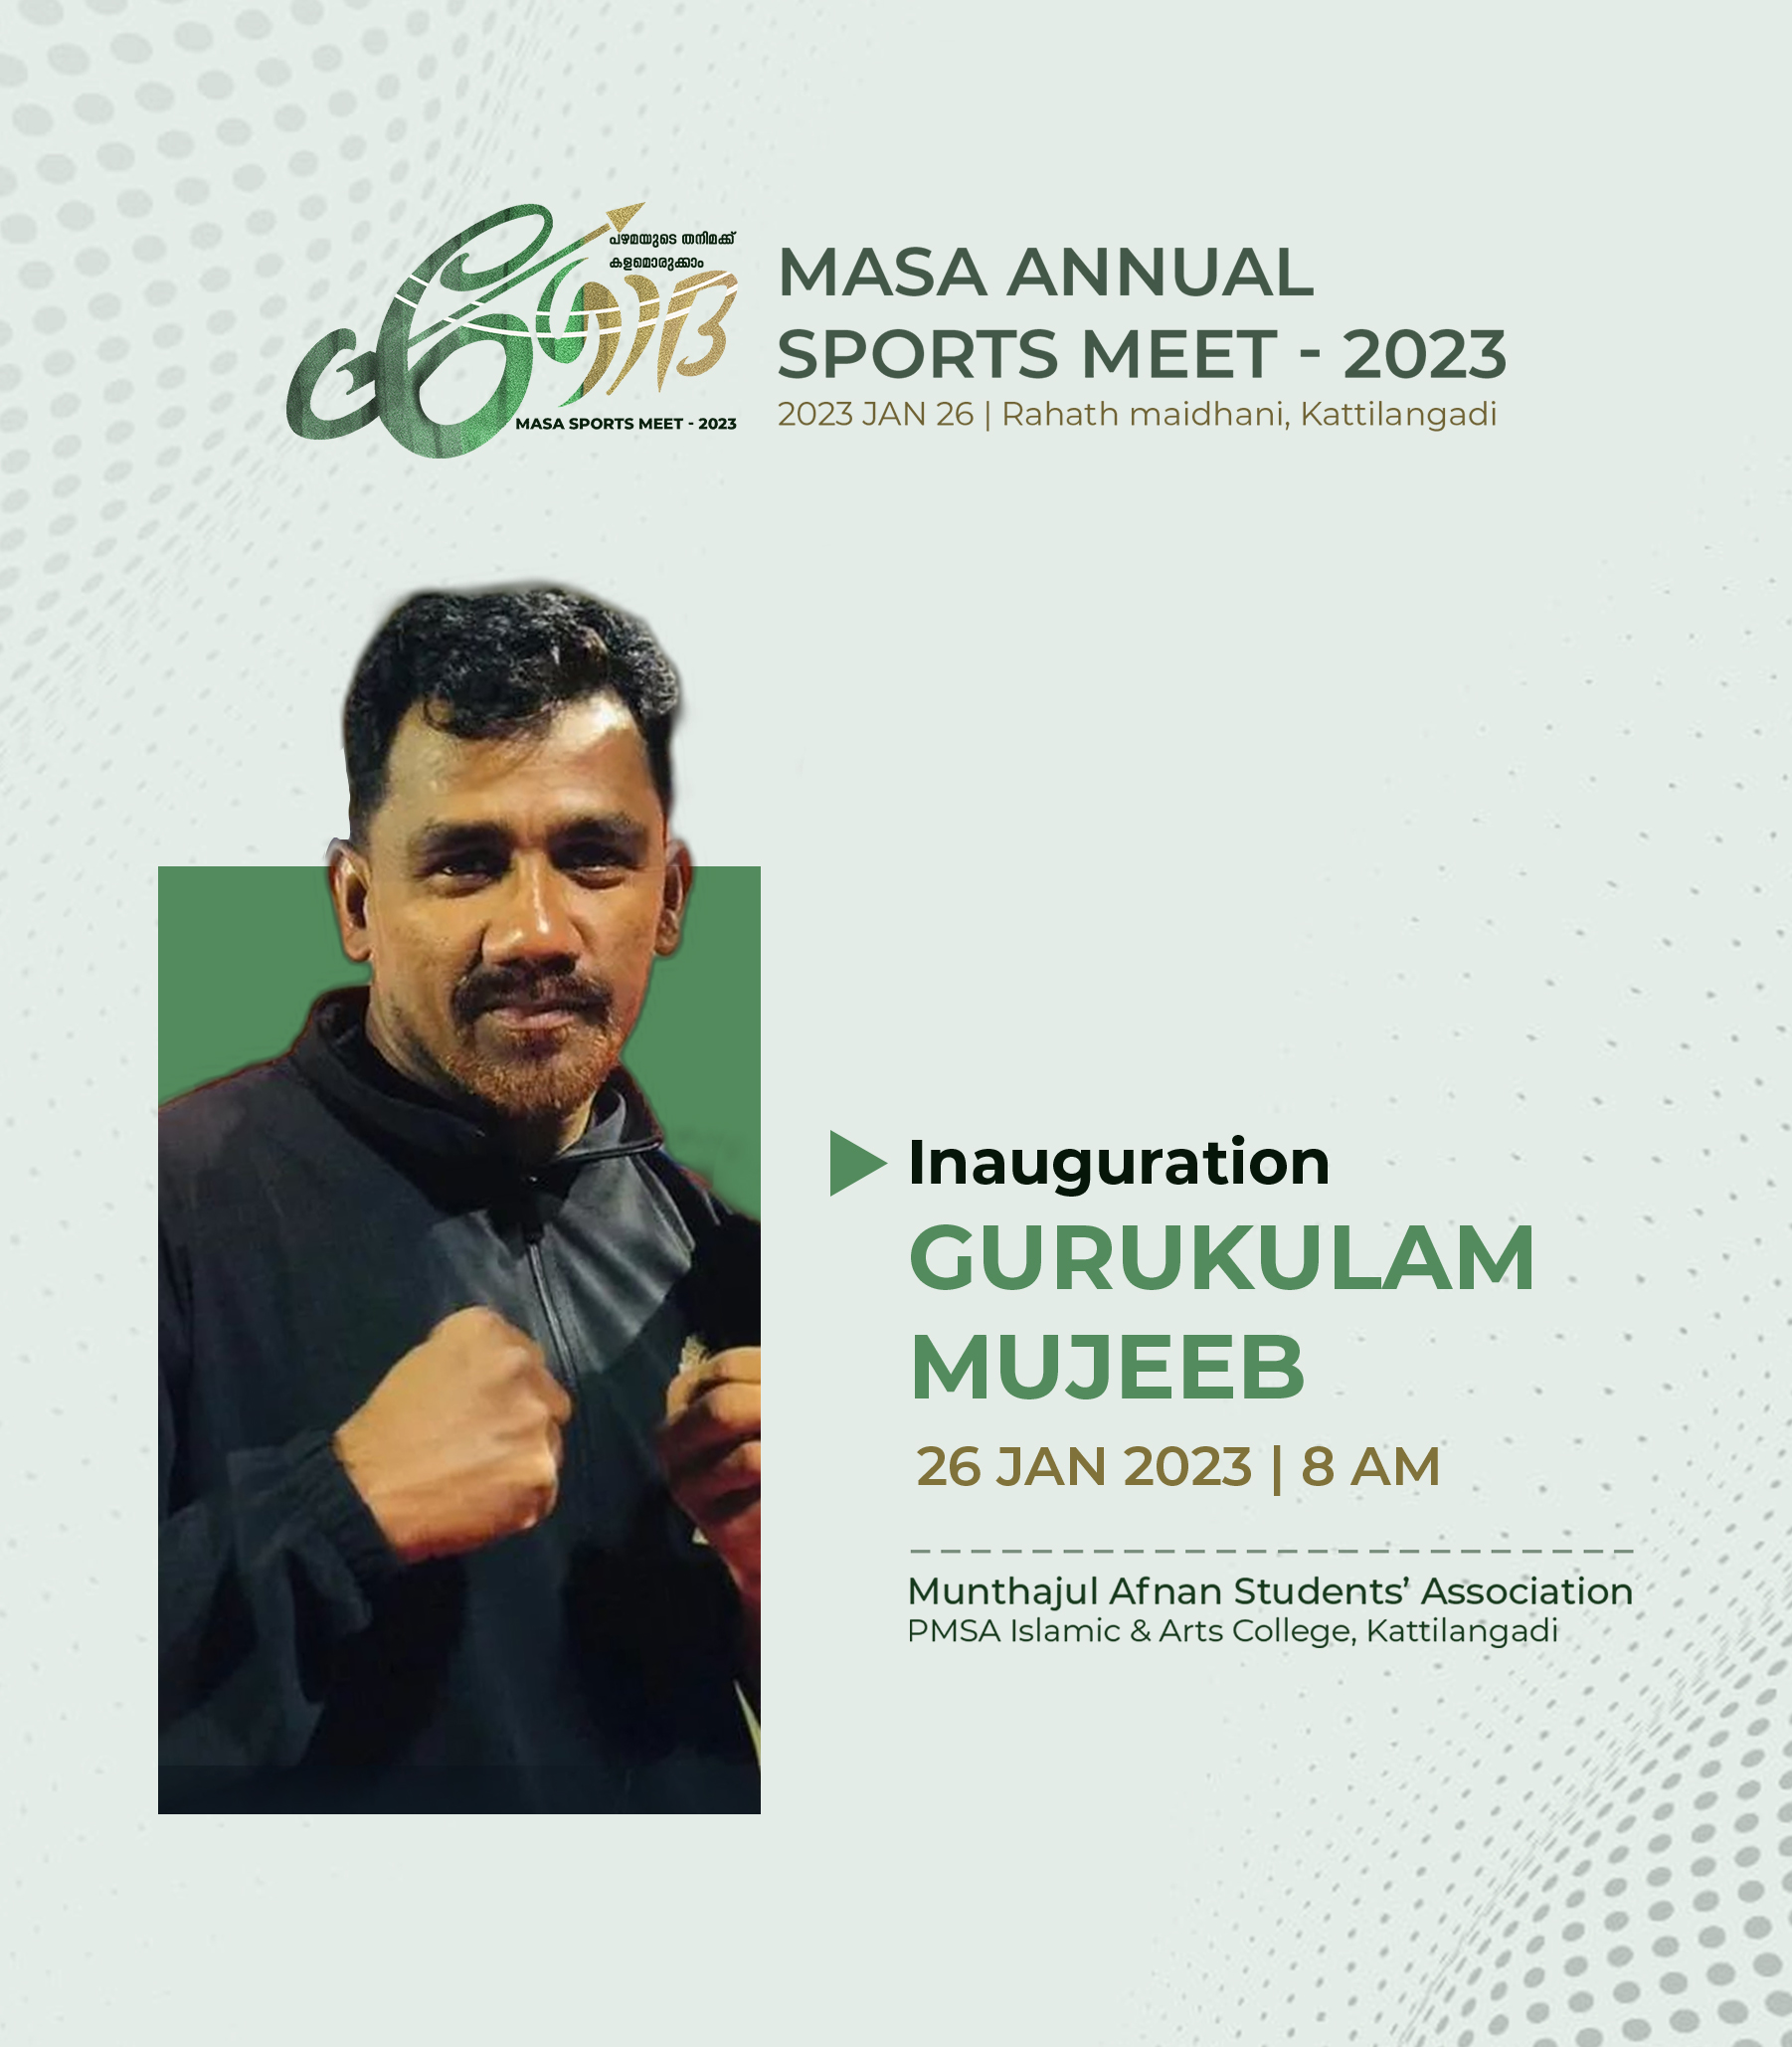 പഴമയുടെ തനിമക്ക്
കളമൊരുക്കാം
MASA SPORTS MEET - 2023
MASA ANNUAL
SPORTS MEET - 2023
2023 JAN 26 | Rahath maidhani, Kattilangadi
Inauguration
GURUKULAM
MUJEEB
26 JAN 2023 | 8 AM
Munthajul Afnan Students’ Association
PMSA Islamic & Arts College, Kattilangadi